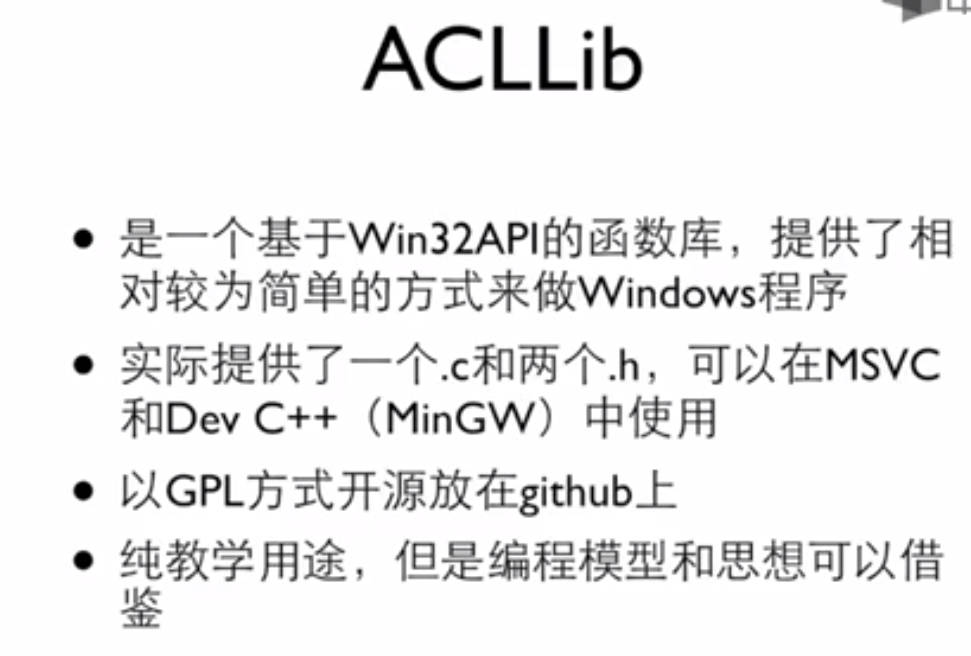 ACLLib
• 是一个基于Win32API的函数库，提供了相
对较为简单的方式来做Windows程序
• 实际提供了一个.c和两个.h，可以在MSVC
和Dev C++（MinGW）中使用
• 以GPL方式开源放在github上
• 纯教学用途，但是编程模型和思想可以借
鉴